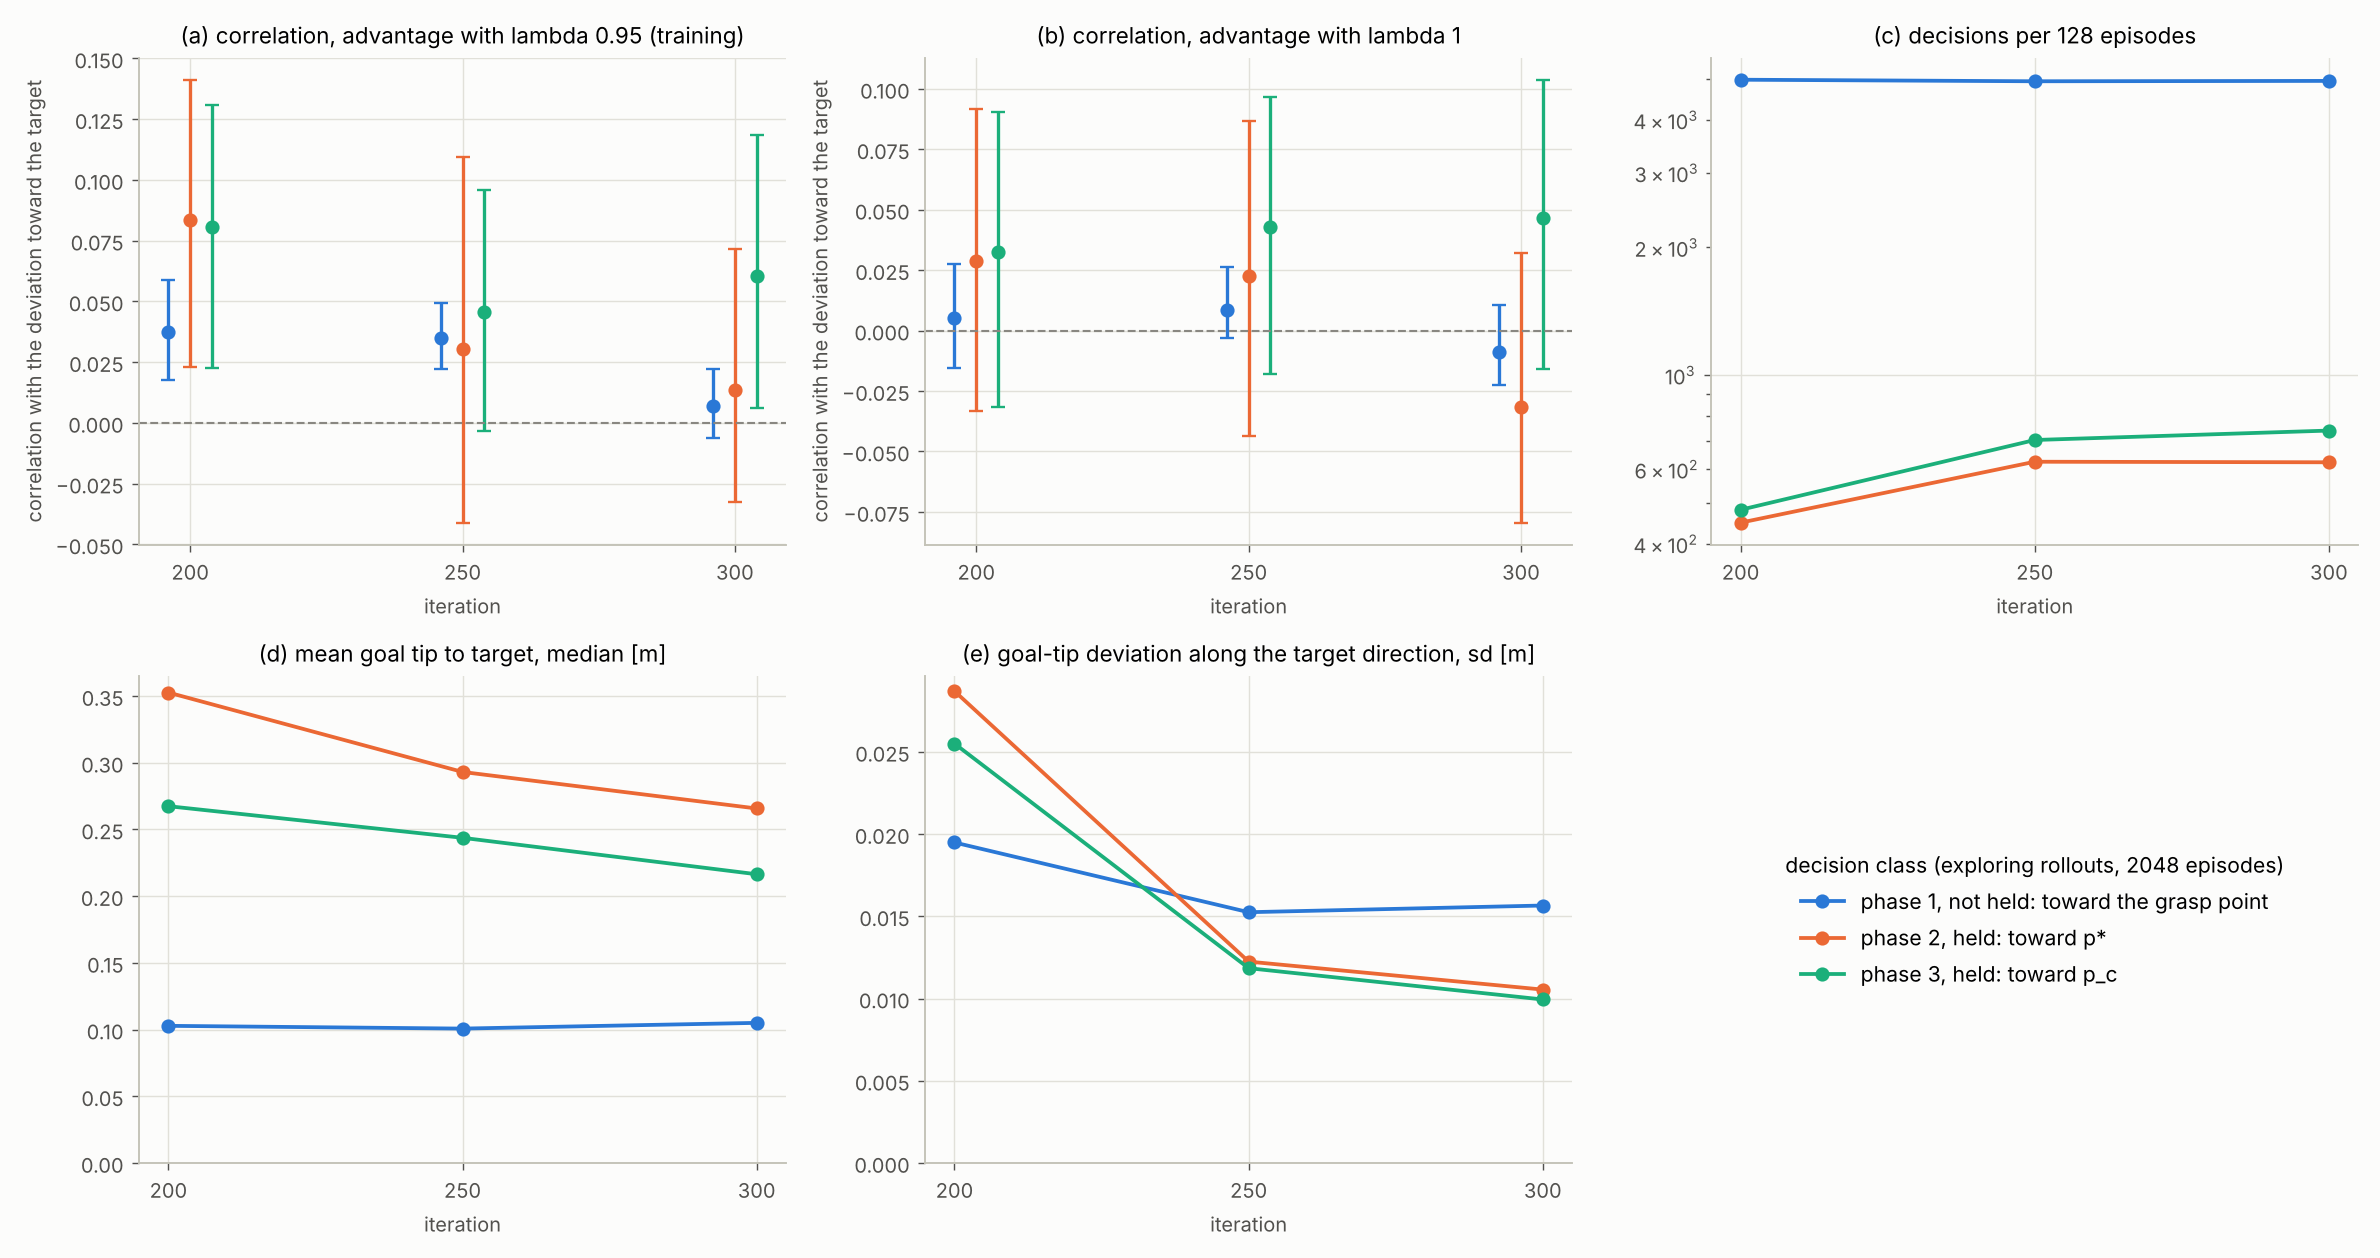 (a) correlation, advantage with lambda 0.95 (training)
correlation with the deviation toward the target
0.150
0.125
0.100
0.075
0.050
0.025
0.000
−0.025
−0.050
200
250
300
iteration
(b) correlation, advantage with lambda 1
correlation with the deviation toward the target
0.100
0.075
0.050
0.025
0.000
−0.025
−0.050
−0.075
200
250
300
iteration
(c) decisions per 128 episodes
4 × 10³
3 × 10³
2 × 10³
10³
6 × 10²
4 × 10²
200
250
300
iteration
(d) mean goal tip to target, median [m]
0.35
0.30
0.25
0.20
0.15
0.10
0.05
0.00
200
250
300
iteration
(e) goal-tip deviation along the target direction, sd [m]
0.025
0.020
0.015
0.010
0.005
0.000
200
250
300
iteration
decision class (exploring rollouts, 2048 episodes)
phase 1, not held: toward the grasp point
phase 2, held: toward p*
phase 3, held: toward p_c